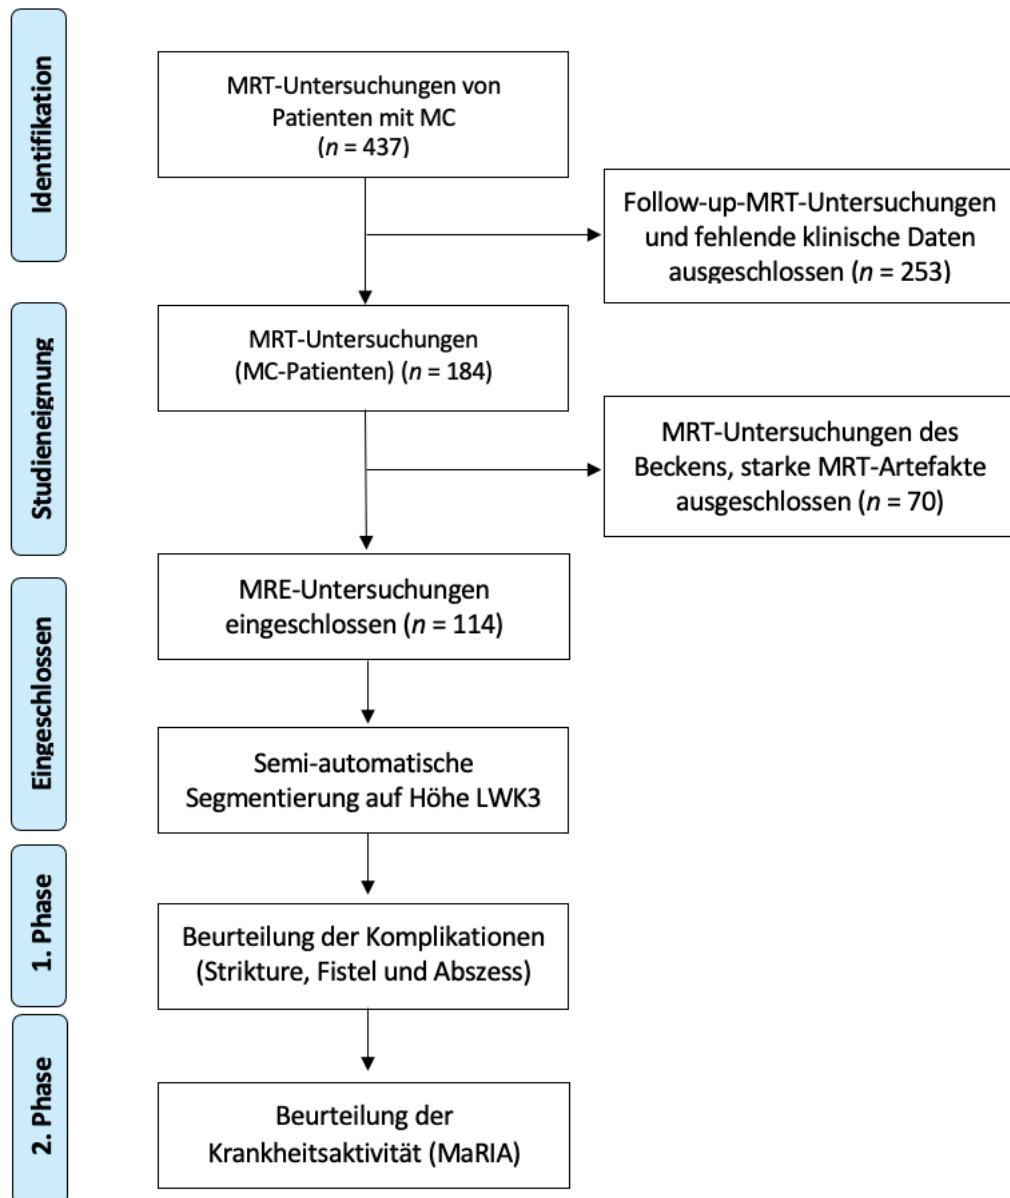 Identifikation
MRT-Untersuchungen von
Patienten mit MC
(n = 437)
Follow-up-MRT-Untersuchungen
und fehlende klinische Daten
ausgeschlossen (n = 253)
Studieneignung
MRT-Untersuchungen
(MC-Patienten) (n = 184)
MRT-Untersuchungen des
Beckens, starke MRT-Artefakte
ausgeschlossen (n = 70)
Eingeschlossen
MRE-Untersuchungen
eingeschlossen (n = 114)
Semi-automatische
Segmentierung auf Höhe LWK3
1. Phase
Beurteilung der Komplikationen
(Strikture, Fistel und Abszess)
2. Phase
Beurteilung der
Krankheitsaktivität (MaRIA)